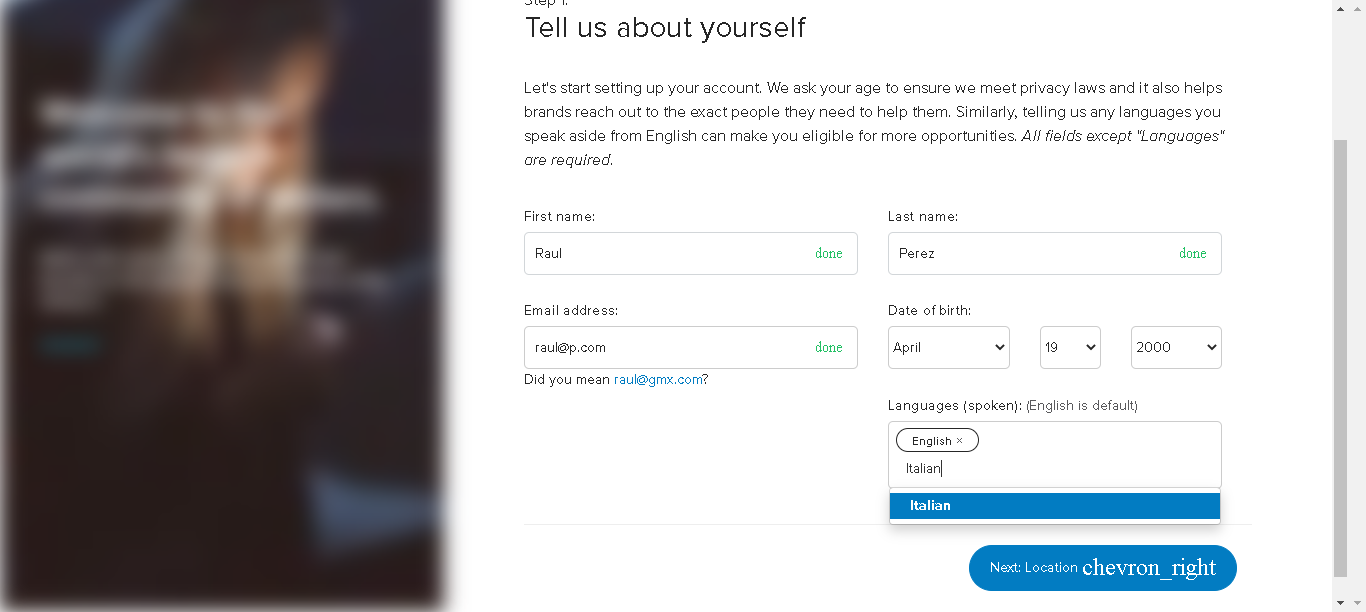 Step 1:
Tell us about yourself
Let's start setting up your account. We ask your age to ensure we meet privacy laws and it also helps
brands reach out to the exact people they need to help them. Similarly, telling us any languages you
speak aside from English can make you eligible for more opportunities. All fields except "Languages"
are required.
First name:
Last name:
Raul done
Perez done
Email address:
Date of birth:
raul@p.com done
April 19 2000
Did you mean raul@gmx.com?
Languages (spoken): (English is default)
English ×
Italian
Italian
Next: Location chevron_right